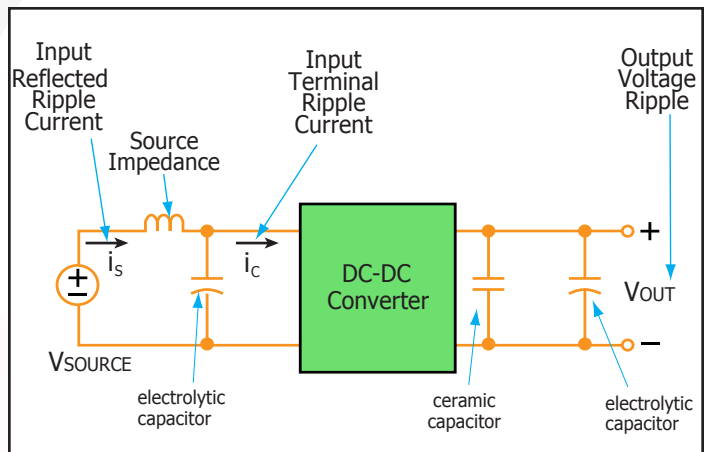 Input
Reflected
Ripple
Current
Source
Impedance
Input
Terminal
Ripple
Current
Output
Voltage
Ripple
iS
iC
+
−
VSOURCE
electrolytic
capacitor
DC-DC
Converter
ceramic
capacitor
electrolytic
capacitor
+
VOUT
−